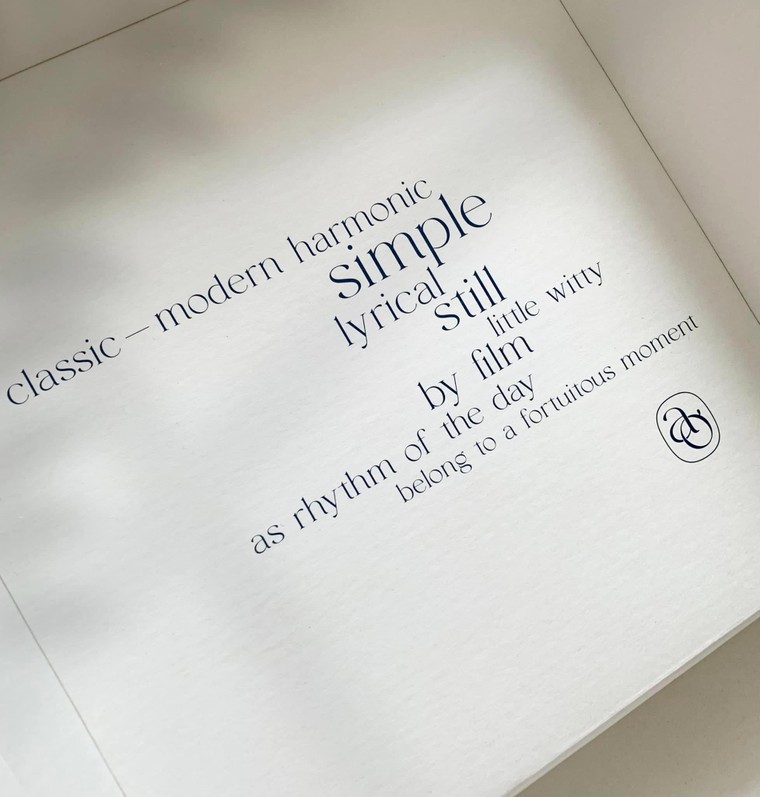 classic – modern harmonic
simple
lyrical
still
little witty
by film
as rhythm of the day
belong to a fortuitous moment